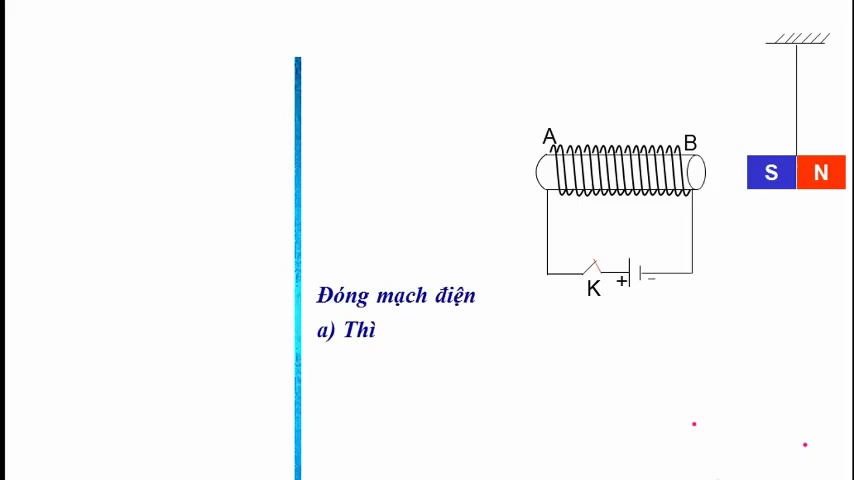 A
B
S N
K + −
Đóng mạch điện
a) Thì